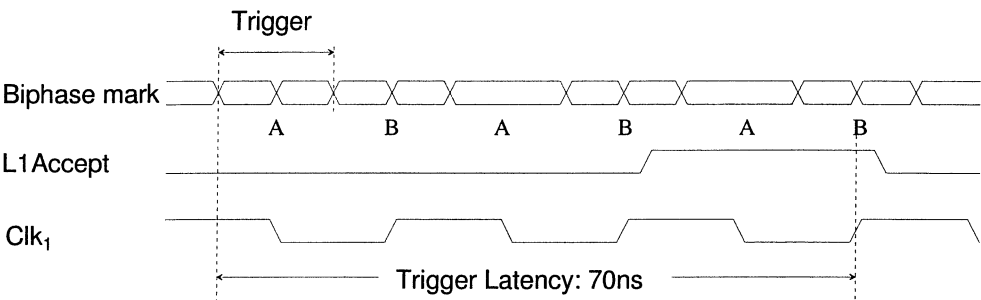 Trigger
Biphase mark
A B A B A B
L1Accept
Clk1
Trigger Latency: 70ns